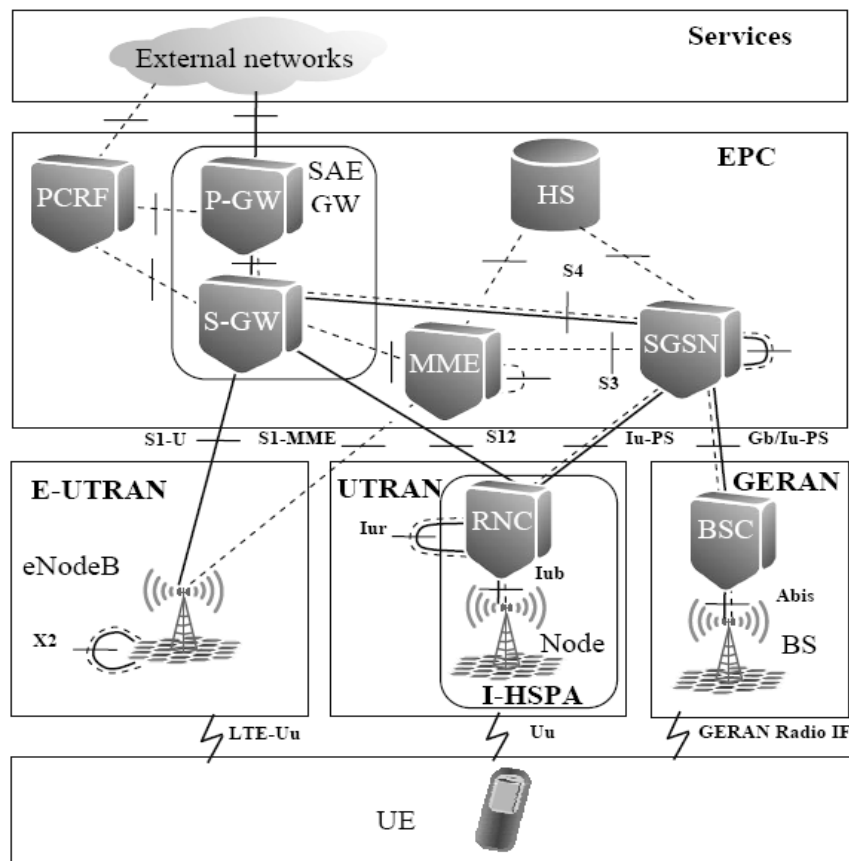 Services
External networks
EPC
SAE
GW
PCRF
P-GW
HS
S4
S-GW
MME
SGSN
S3
S1-U
S1-MME
S12
Iu-PS
Gb/Iu-PS
E-UTRAN
UTRAN
GERAN
RNC
BSC
Iur
eNodeB
Iub
Abis
X2
Node
BS
I-HSPA
LTE-Uu
Uu
GERAN Radio IF
UE